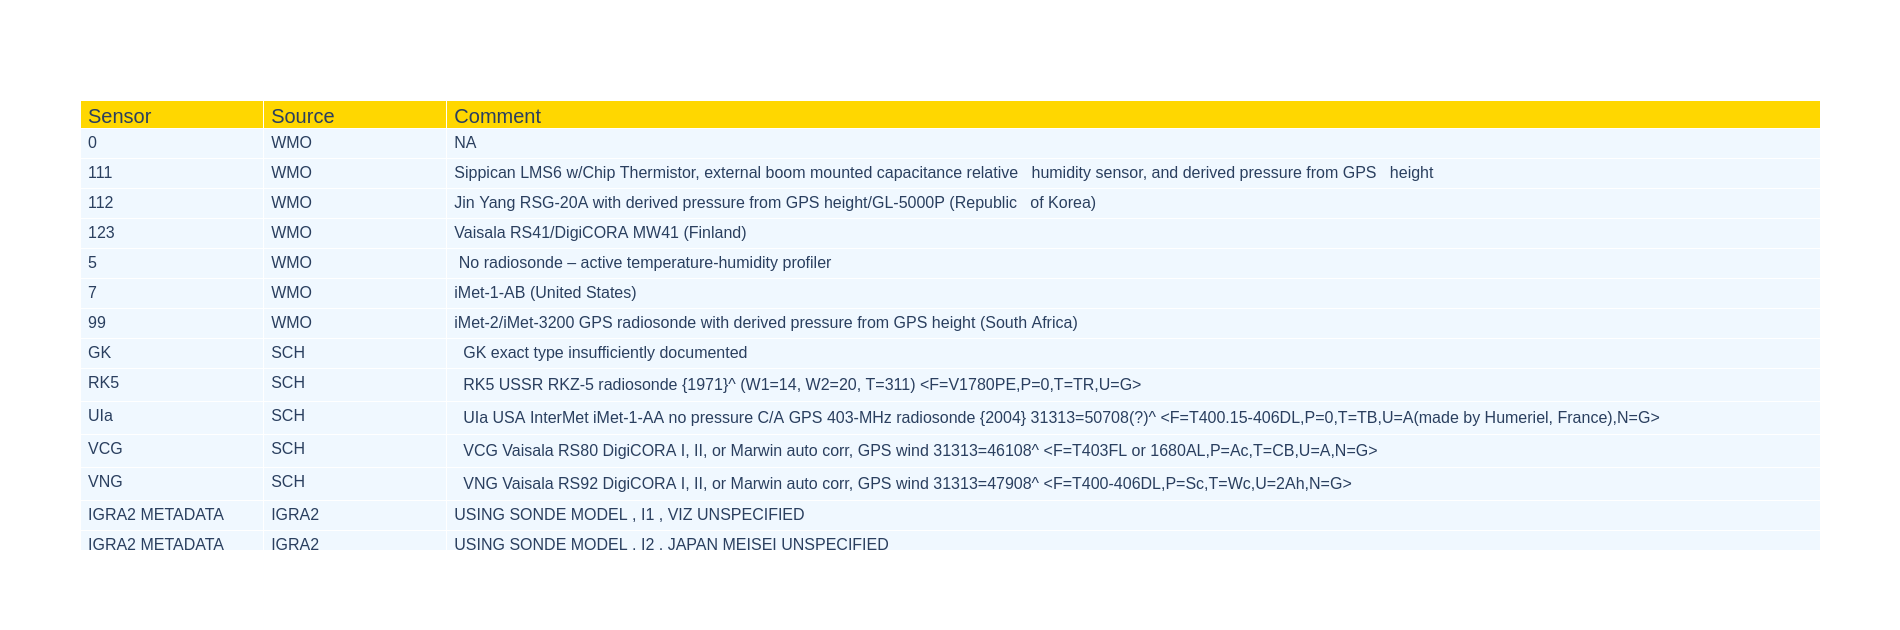 Sensor Source Comment
0 WMO NA
111 WMO Sippican LMS6 w/Chip Thermistor, external boom mounted capacitance relative   humidity sensor, and derived pressure from GPS   height
112 WMO Jin Yang RSG-20A with derived pressure from GPS height/GL-5000P (Republic   of Korea)
123 WMO Vaisala RS41/DigiCORA MW41 (Finland)
5 WMO No radiosonde – active temperature-humidity profiler
7 WMO iMet-1-AB (United States)
99 WMO iMet-2/iMet-3200 GPS radiosonde with derived pressure from GPS height (South Africa)
GK SCH GK exact type insufficiently documented
RK5 SCH RK5 USSR RKZ-5 radiosonde {1971}^ (W1=14, W2=20, T=311) <F=V1780PE,P=0,T=TR,U=G>
UIa SCH UIa USA InterMet iMet-1-AA no pressure C/A GPS 403-MHz radiosonde {2004} 31313=50708(?)^ <F=T400.15-406DL,P=0,T=TB,U=A(made by Humeriel, France),N=G>
VCG SCH VCG Vaisala RS80 DigiCORA I, II, or Marwin auto corr, GPS wind 31313=46108^ <F=T403FL or 1680AL,P=Ac,T=CB,U=A,N=G>
VNG SCH VNG Vaisala RS92 DigiCORA I, II, or Marwin auto corr, GPS wind 31313=47908^ <F=T400-406DL,P=Sc,T=Wc,U=2Ah,N=G>
IGRA2 METADATA IGRA2 USING SONDE MODEL , I1 , VIZ UNSPECIFIED
IGRA2 METADATA IGRA2 USING SONDE MODEL , I2 , JAPAN MEISEI UNSPECIFIED